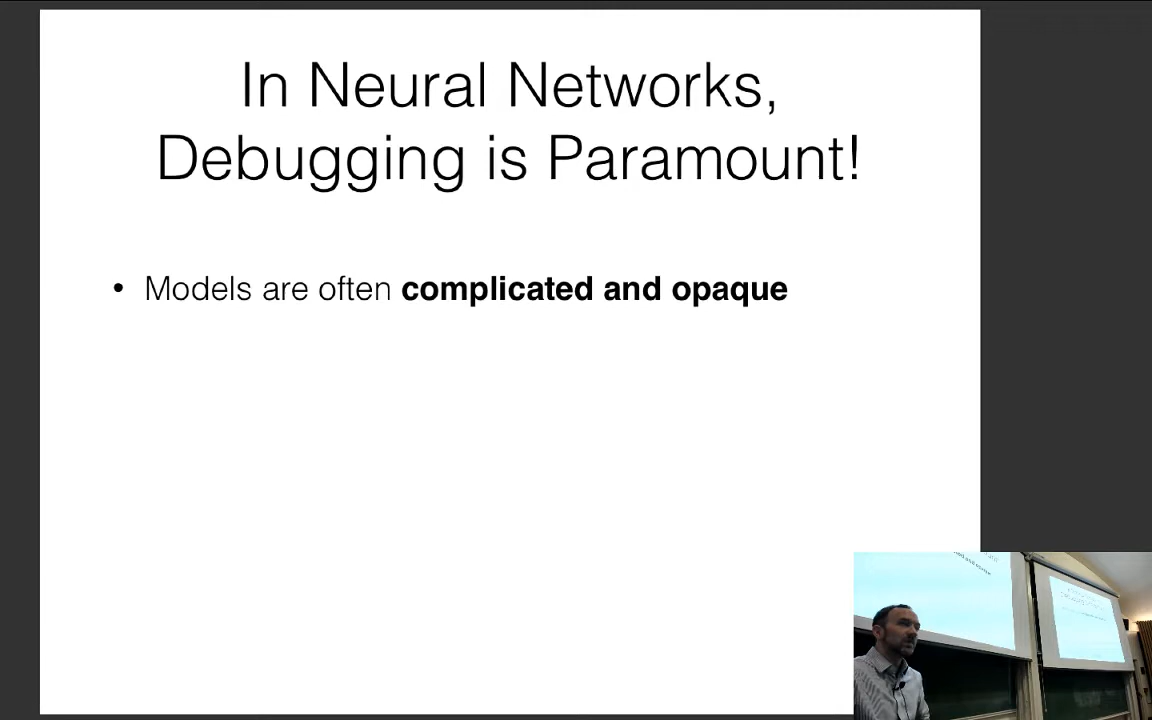 In Neural Networks,
Debugging is Paramount!
• Models are often complicated and opaque